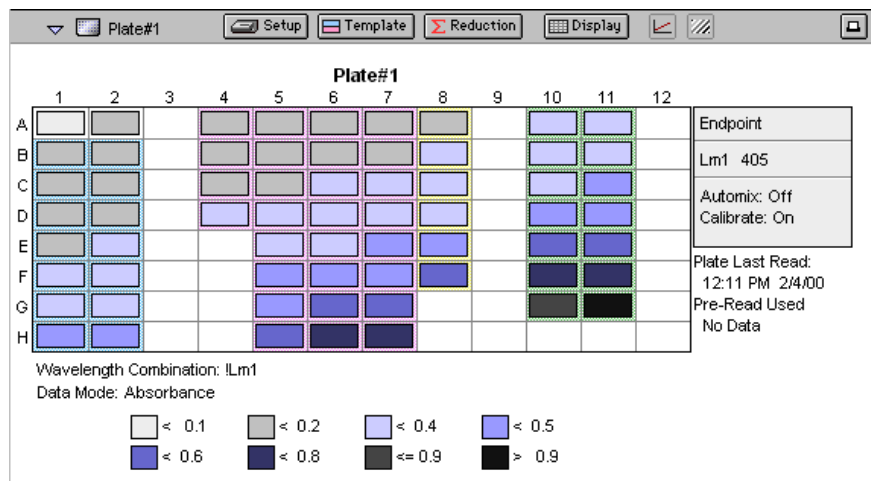 Plate#1 Setup Template Reduction Display
Plate#1
1 2 3 4 5 6 7 8 9 10 11 12
A
B
C
D
E
F
G
H
Endpoint
Lm1 405
Automix: Off
Calibrate: On
Plate Last Read:
12:11 PM 2/4/00
Pre-Read Used
No Data
Wavelength Combination: !Lm1
Data Mode: Absorbance
< 0.1 < 0.2 < 0.4 < 0.5
< 0.6 < 0.8 <= 0.9 > 0.9